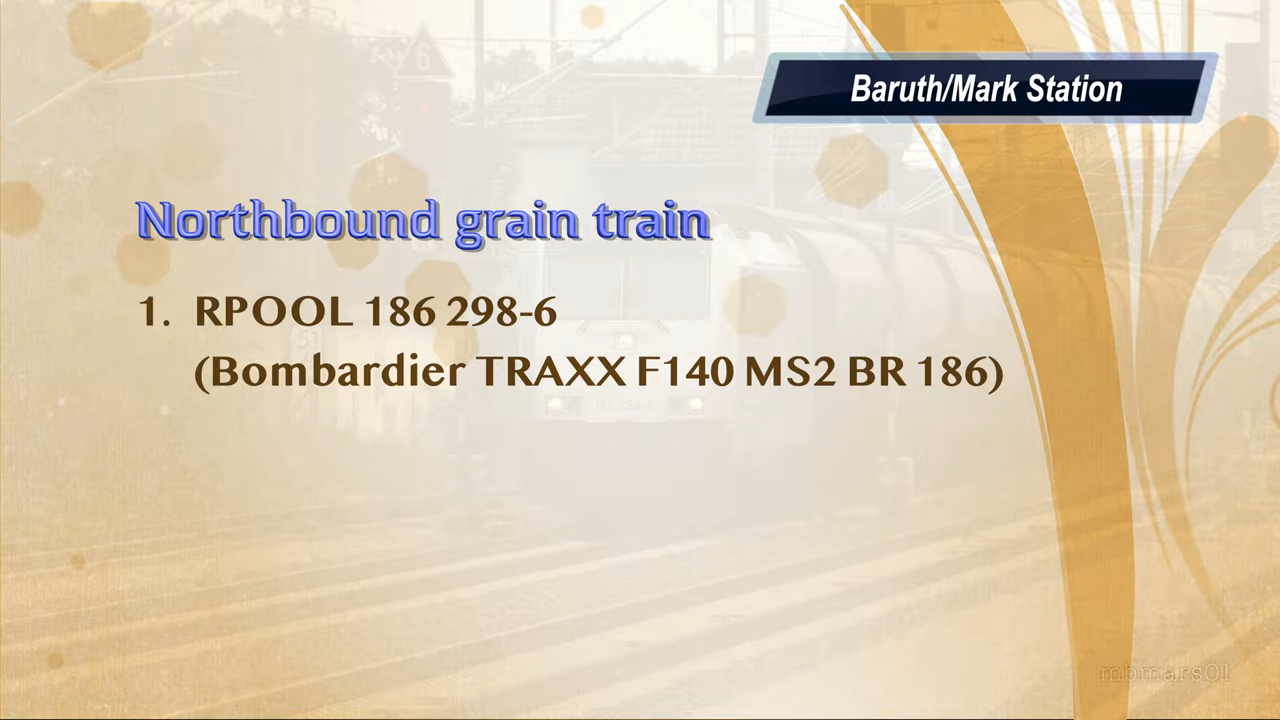 Baruth/Mark Station
Northbound grain train
1. RPOOL 186 298-6
(Bombardier TRAXX F140 MS2 BR 186)
mbmars01